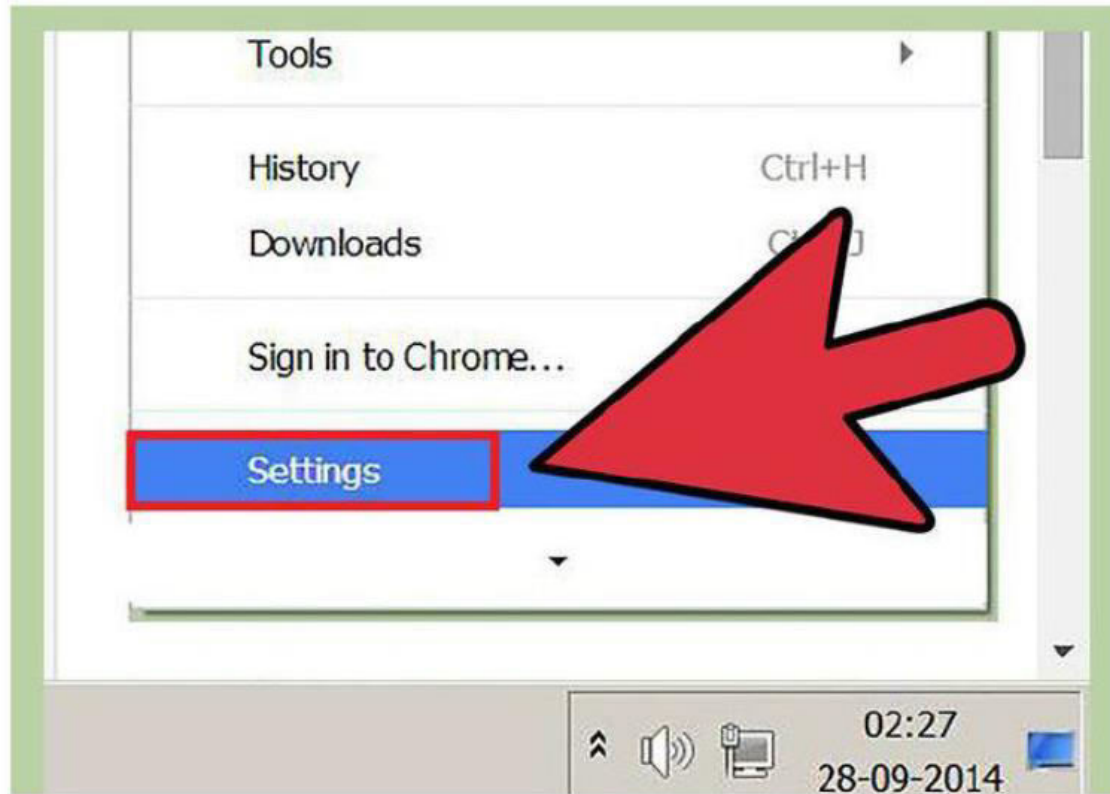 Tools
History Ctrl+H
Downloads
Sign in to Chrome...
Settings
02:27
28-09-2014